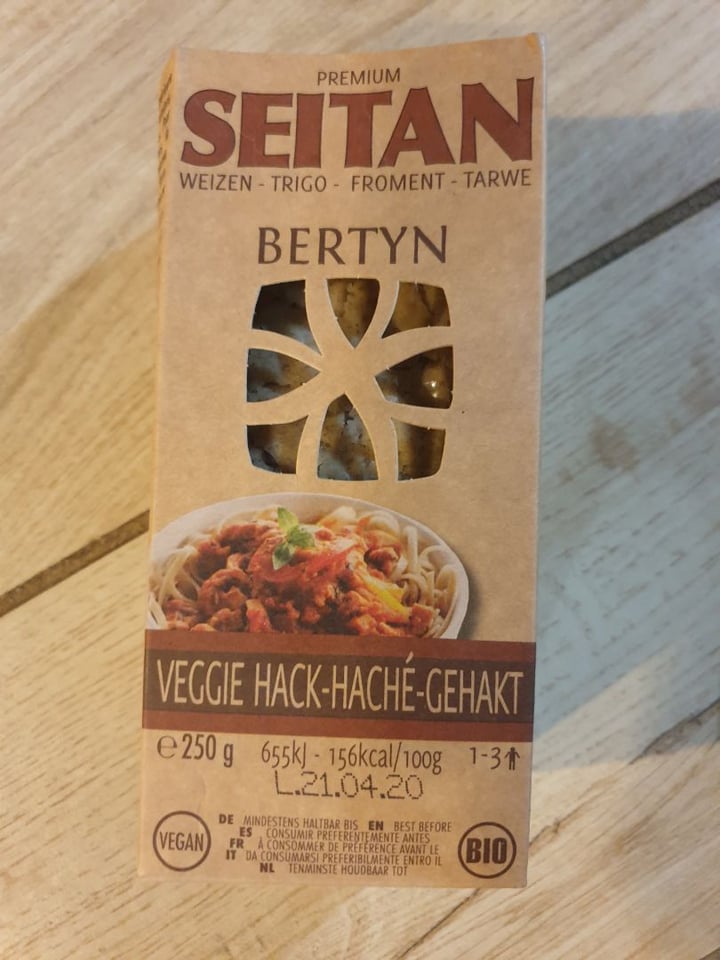 PREMIUM
SEITAN
WEIZEN - TRIGO - FROMENT - TARWE
BERTYN
VEGGIE HACK-HACHÉ-GEHAKT
e 250 g 655kJ - 156kcal/100g 1-3
L.21.04.20
VEGAN
DE MINDESTENS HALTBAR BIS EN BEST BEFORE
ES CONSUMIR PREFERENTEMENTE ANTES
FR À CONSOMMER DE PRÉFÉRENCE AVANT LE
IT DA CONSUMARSI PREFERIBILMENTE ENTRO IL
NL TENMINSTE HOUDBAAR TOT
BIO